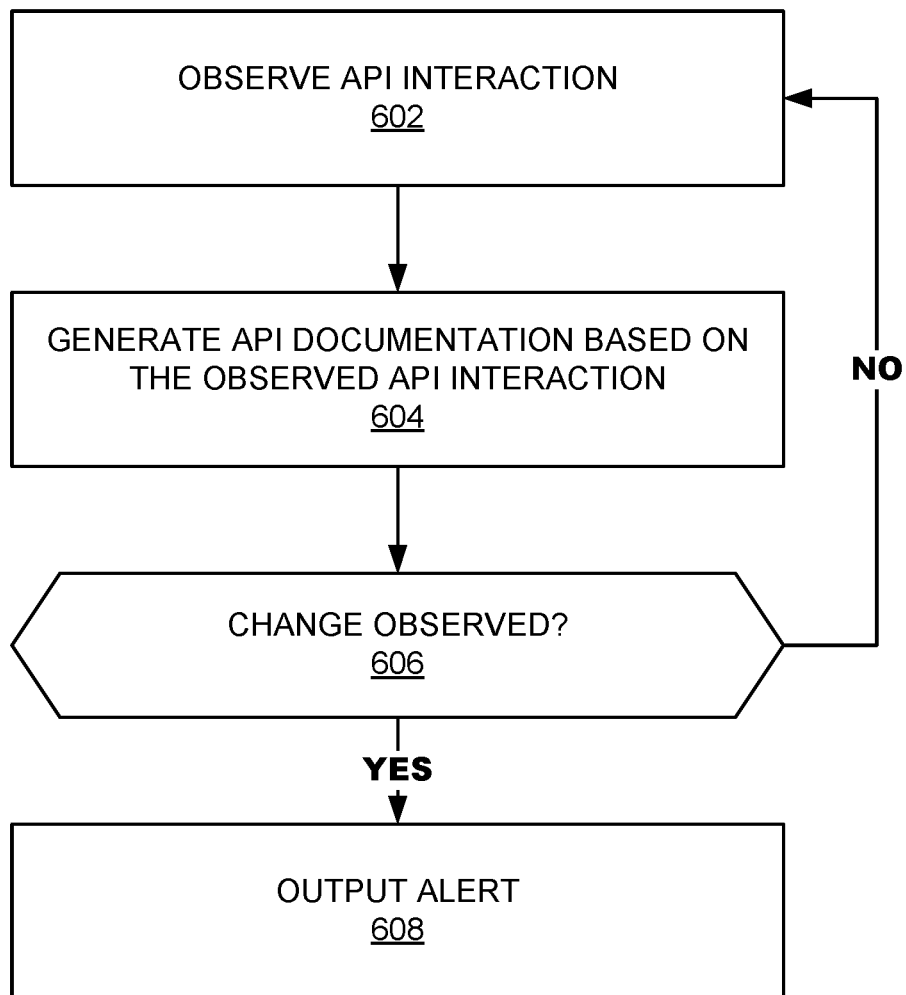 OBSERVE API INTERACTION
602
GENERATE API DOCUMENTATION BASED ON
THE OBSERVED API INTERACTION
604
NO
CHANGE OBSERVED?
606
YES
OUTPUT ALERT
608